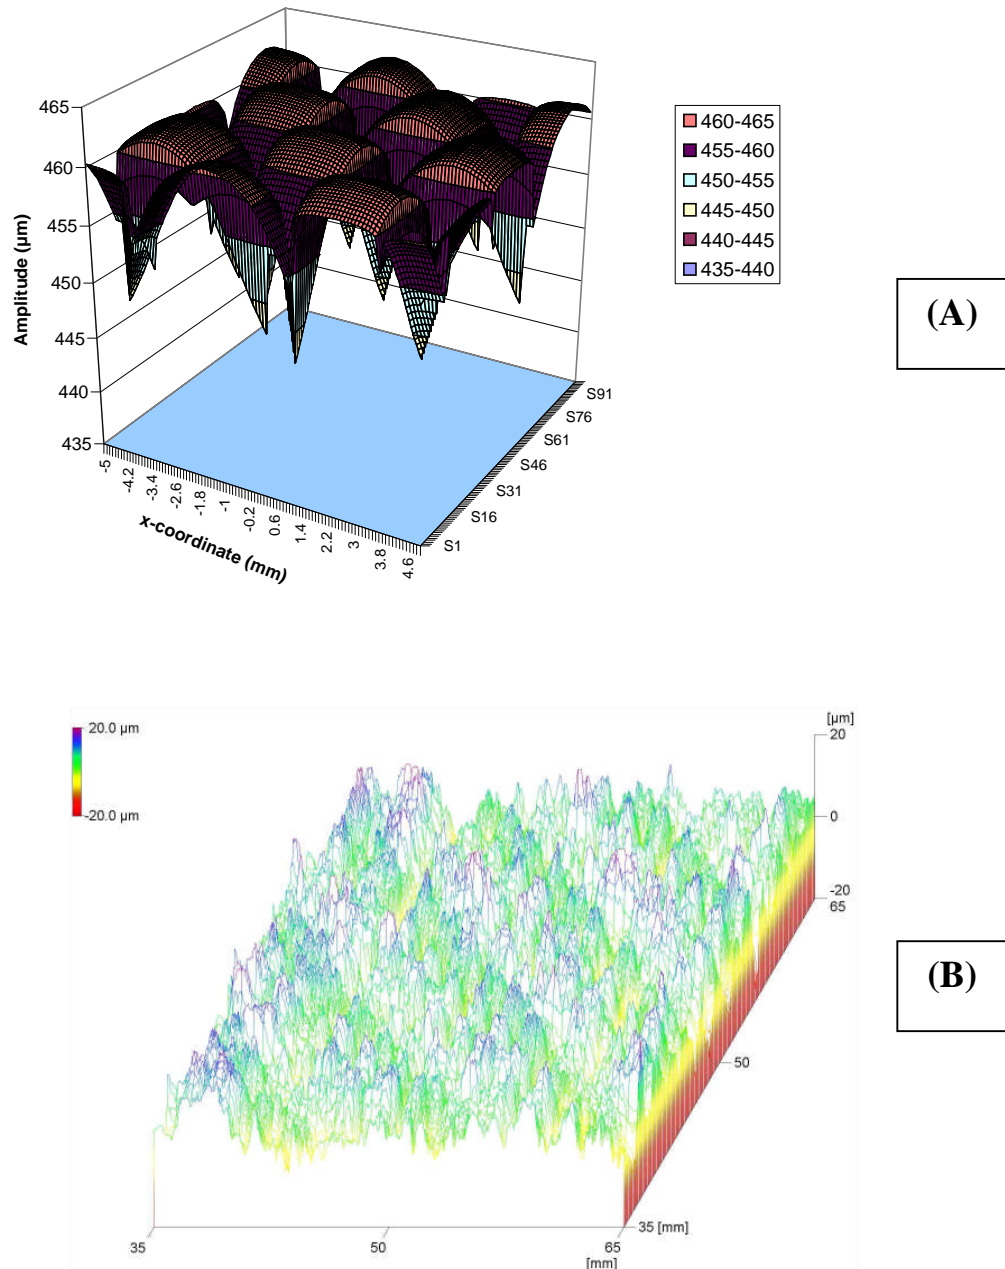 465
460
455
450
445
440
435
Amplitude (µm)
-5
-4.2
-3.4
-2.6
-1.8
-1
-0.2
0.6
1.4
2.2
3
3.8
4.6
x-coordinate (mm)
S1
S16
S31
S46
S61
S76
S91
460-465
455-460
450-455
445-450
440-445
435-440
(A)
20.0 µm
-20.0 µm
[µm]
20
0
-20
65
50
35 [mm]
35
50
65
[mm]
(B)